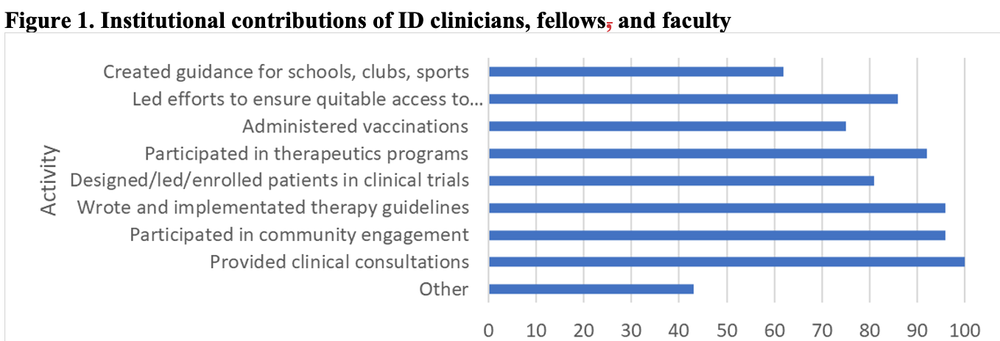 Figure 1. Institutional contributions of ID clinicians, fellows, and faculty
Created guidance for schools, clubs, sports
Led efforts to ensure quitable access to...
Administered vaccinations
Participated in therapeutics programs
Designed/led/enrolled patients in clinical trials
Wrote and implementated therapy guidelines
Participated in community engagement
Provided clinical consultations
Other
Activity
0 10 20 30 40 50 60 70 80 90 100